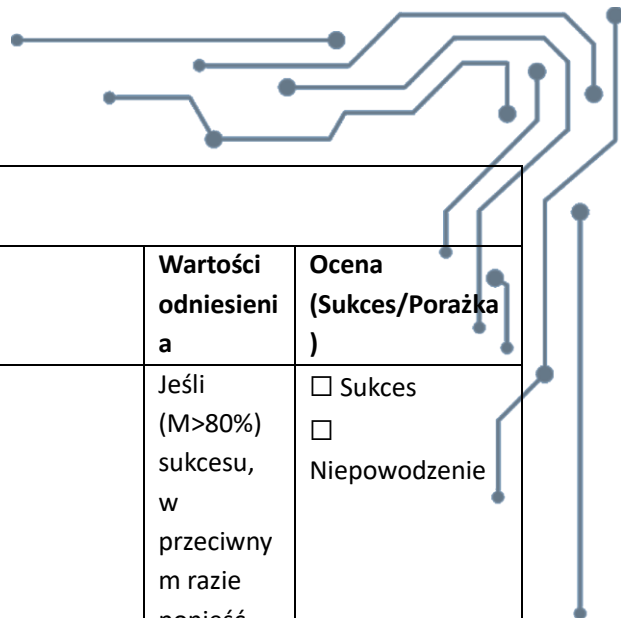 Wartości
odniesieni
a
Ocena
(Sukces/Porażka
)
Jeśli
(M>80%)
sukcesu,
w
przeciwny
m razie
☐ Sukces
☐
Niepowodzenie